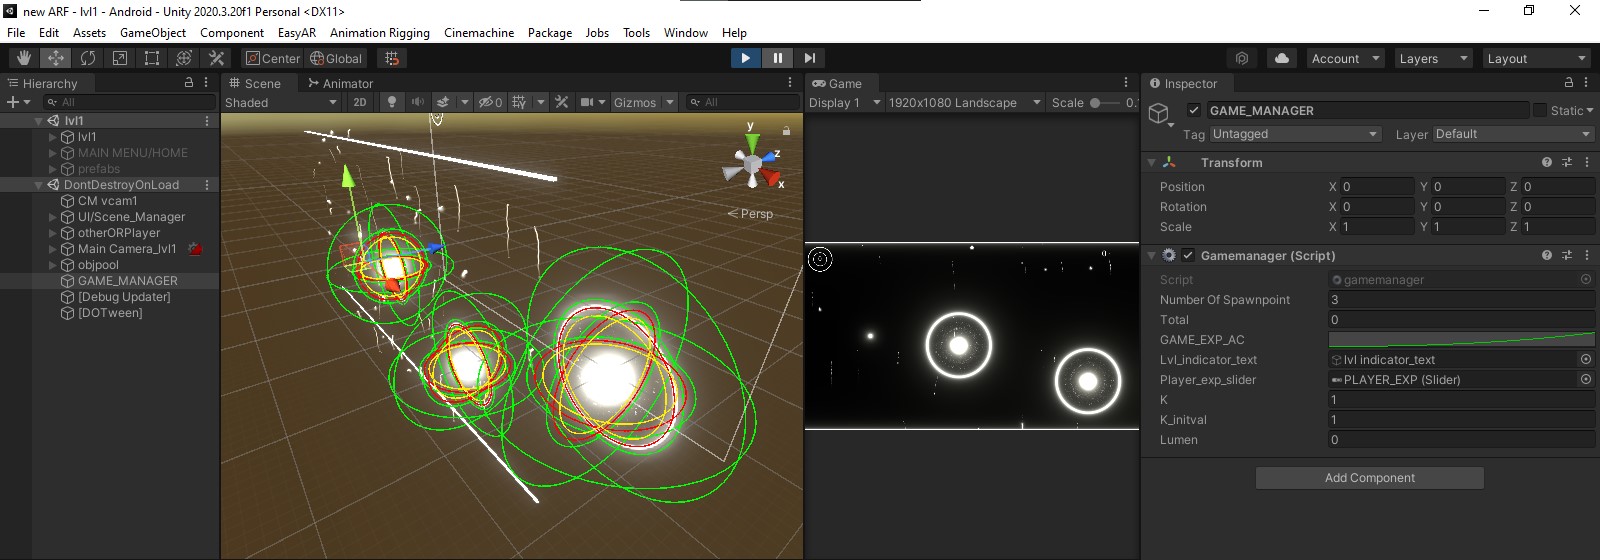 new ARF - lvl1 - Android - Unity 2020.3.20f1 Personal <DX11>
File Edit Assets GameObject Component EasyAR Animation Rigging Cinemachine Package Jobs Tools Window Help
Center Global Account Layers Layout
Hierarchy
All
lvl1
lvl1
MAIN MENU/HOME
prefabs
DontDestroyOnLoad
CM vcam1
UI/Scene_Manager
otherORPlayer
Main Camera_lvl1
objpool
GAME_MANAGER
[Debug Updater]
[DOTween]
Scene Animator
Shaded 2D 0 Gizmos All
y
z
x
Persp
Game
Display 1 1920x1080 Landscape Scale
0
Inspector
GAME_MANAGER Static
Tag Untagged Layer Default
Transform
Position X 0 Y 0 Z 0
Rotation X 0 Y 0 Z 0
Scale X 1 Y 1 Z 1
Gamemanager (Script)
Script gamemanager
Number Of Spawnpoint 3
Total 0
GAME_EXP_AC
Lvl_indicator_text lvl indicator_text
Player_exp_slider PLAYER_EXP (Slider)
K 1
K_initval 1
Lumen 0
Add Component